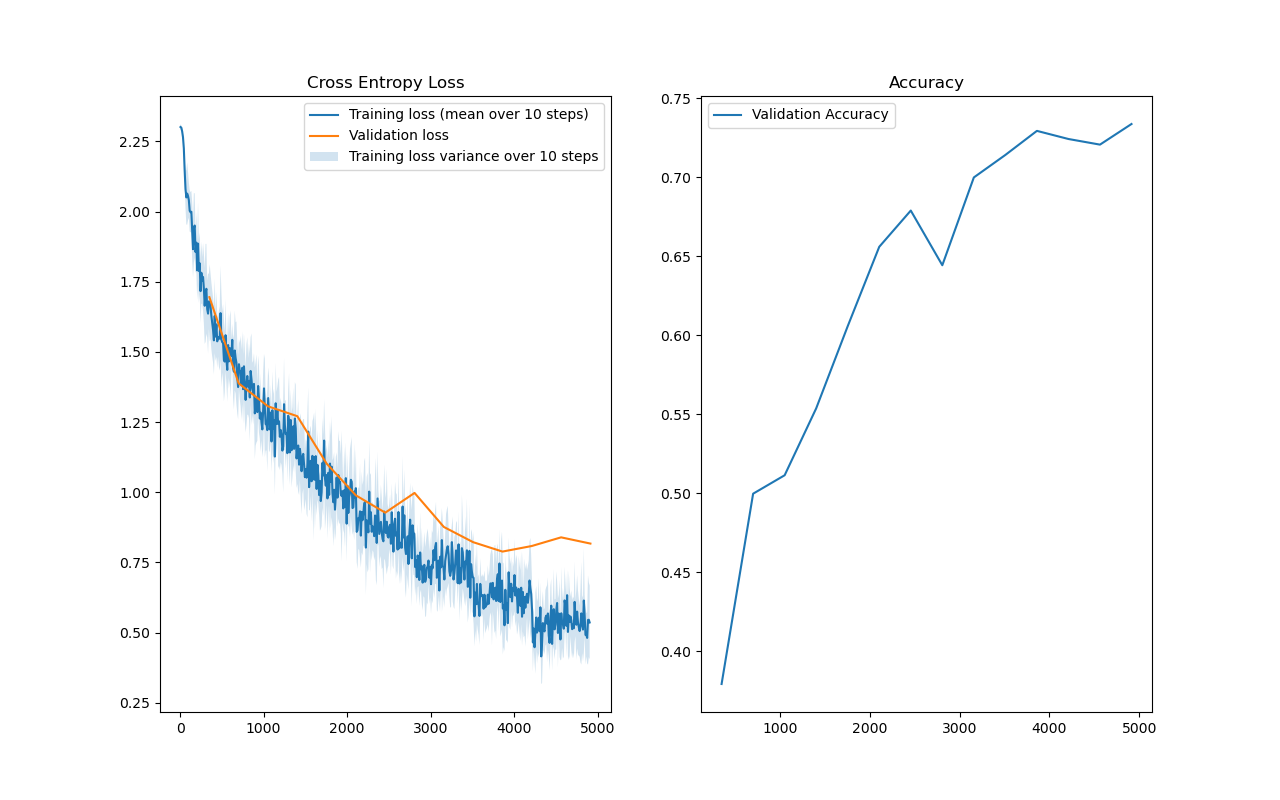 Cross Entropy Loss
Training loss (mean over 10 steps)
Validation loss
Training loss variance over 10 steps
2.25
2.00
1.75
1.50
1.25
1.00
0.75
0.50
0.25
0 1000 2000 3000 4000 5000
Accuracy
Validation Accuracy
0.75
0.70
0.65
0.60
0.55
0.50
0.45
0.40
1000 2000 3000 4000 5000